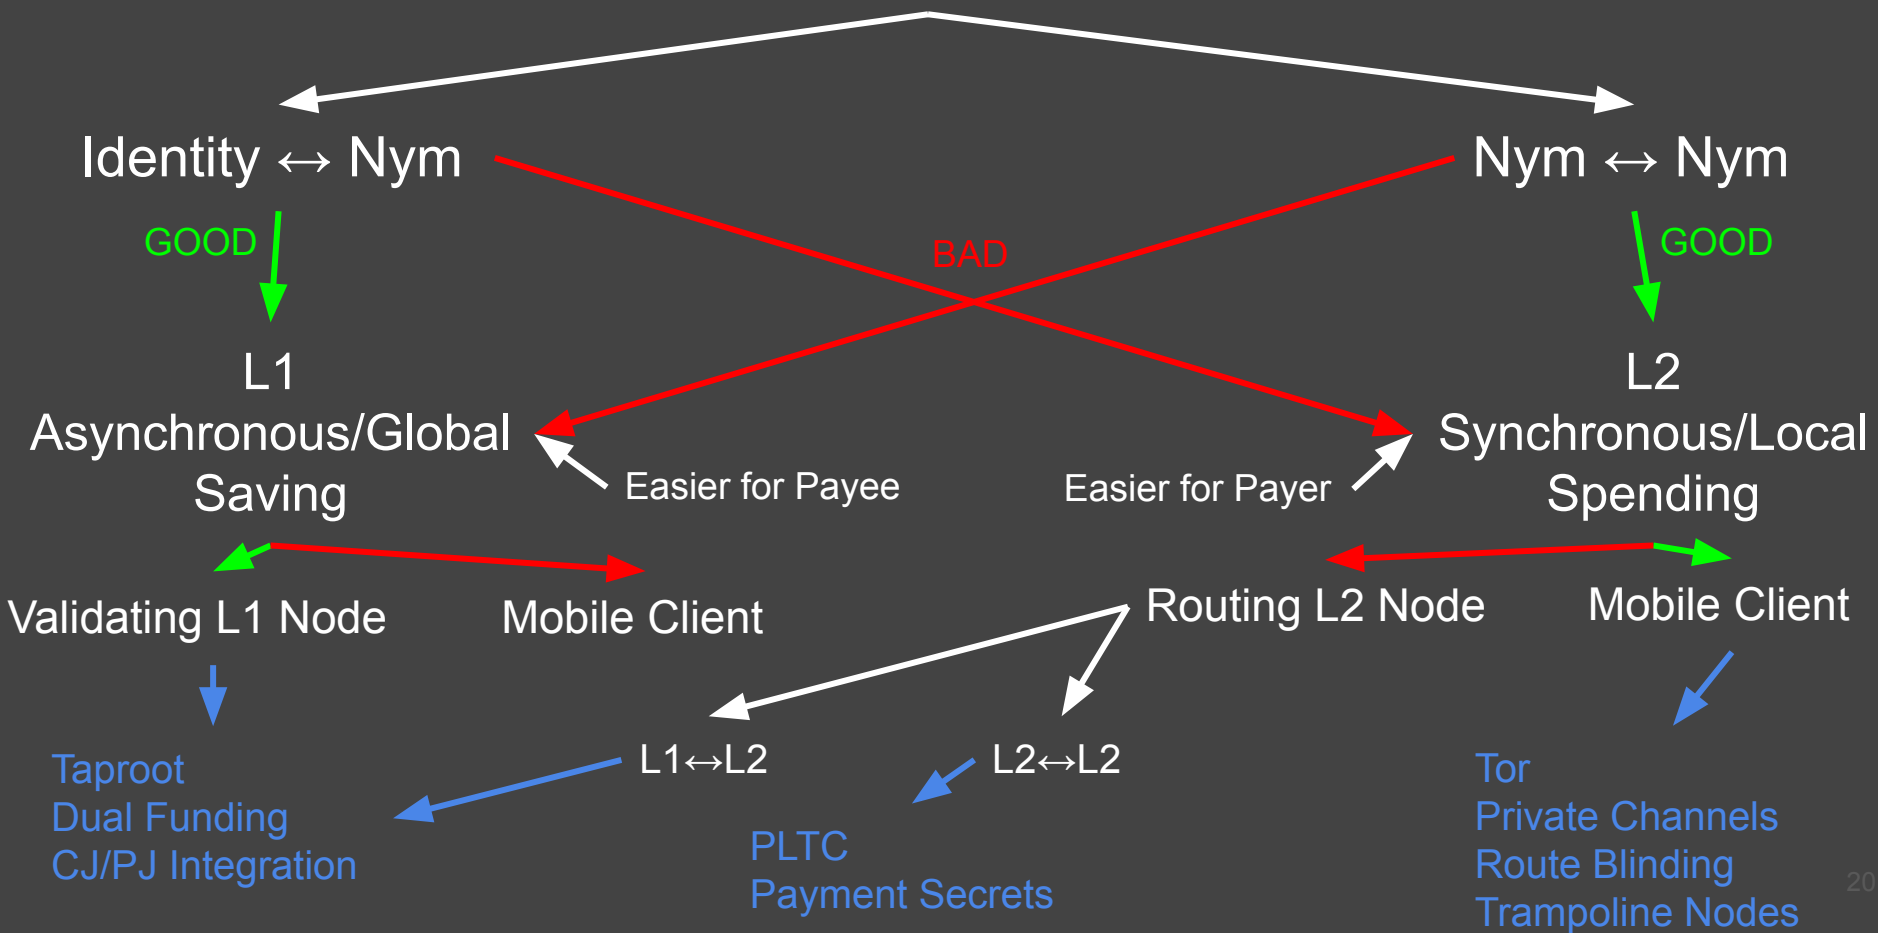 Identity ↔ Nym
Nym ↔ Nym
GOOD
BAD
GOOD
L1
Asynchronous/Global
Saving
L2
Synchronous/Local
Spending
Easier for Payee
Easier for Payer
Validating L1 Node
Mobile Client
Routing L2 Node
Mobile Client
L1↔L2
L2↔L2
Taproot
Dual Funding
CJ/PJ Integration
PLTC
Payment Secrets
Tor
Private Channels
Route Blinding
Trampoline Nodes
20